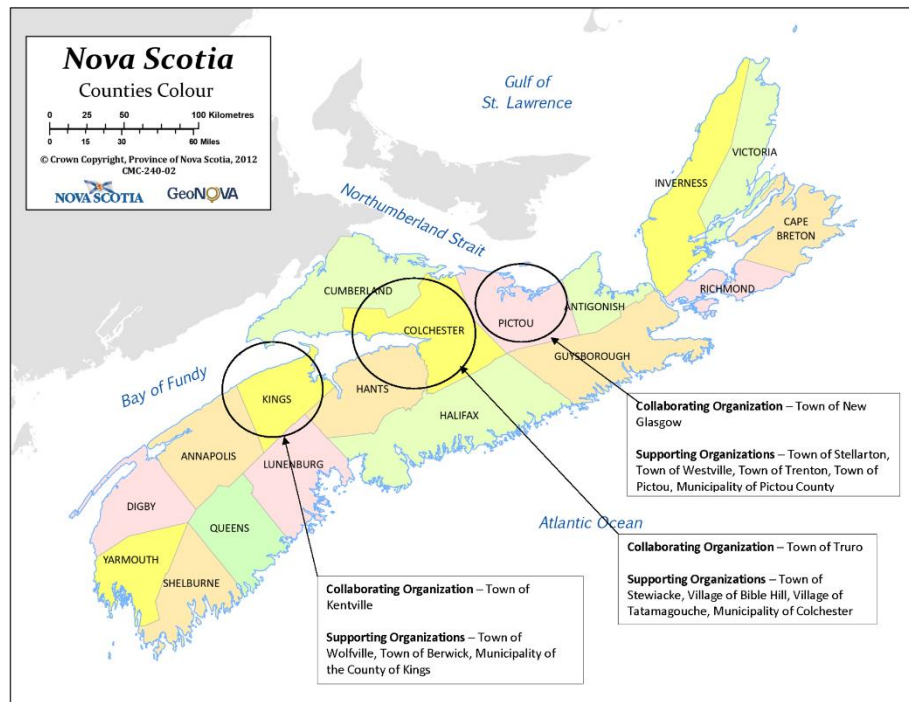 Nova Scotia
Counties Colour
0 25 50 100 Kilometres
0 15 30 60 Miles
© Crown Copyright, Province of Nova Scotia, 2012
CMC-240-02
NOVA SCOTIA
GeoNOVA
Gulf of
St. Lawrence
Northumberland Strait
Bay of Fundy
Atlantic Ocean
VICTORIA
INVERNESS
CAPE
BRETON
RICHMOND
CUMBERLAND
COLCHESTER
PICTOU
ANTIGONISH
GUYSBOROUGH
KINGS
HANTS
HALIFAX
ANNAPOLIS
LUNENBURG
DIGBY
QUEENS
YARMOUTH
SHELBURNE
Collaborating Organization – Town of New
Glasgow
Supporting Organizations – Town of Stellarton,
Town of Westville, Town of Trenton, Town of
Pictou, Municipality of Pictou County
Collaborating Organization – Town of Truro
Supporting Organizations – Town of
Stewiacke, Village of Bible Hill, Village of
Tatamagouche, Municipality of Colchester
Collaborating Organization – Town of
Kentville
Supporting Organizations – Town of
Wolfville, Town of Berwick, Municipality of
the County of Kings